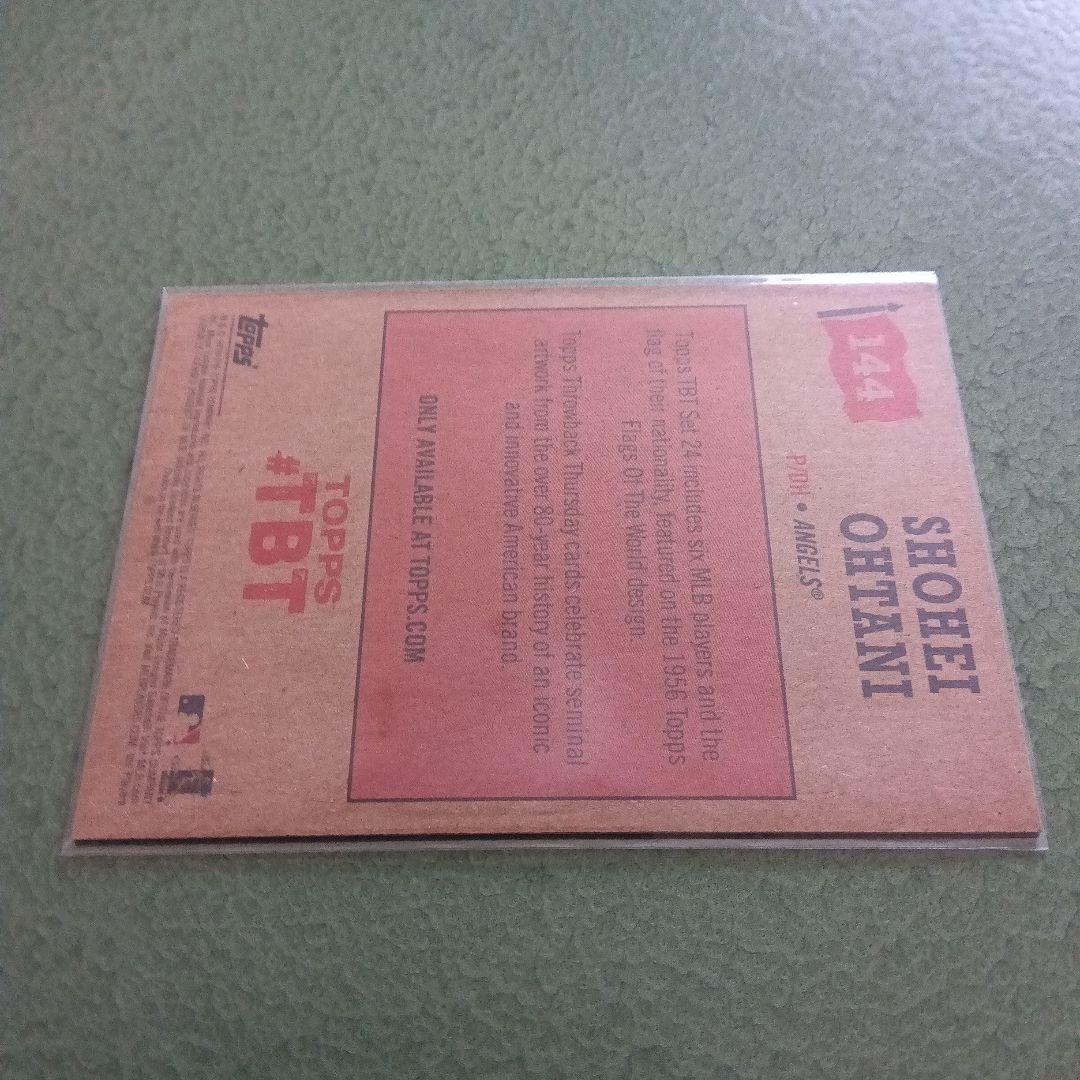 144
SHOHEI
OHTANI
P/DH • ANGELS®
Topps TBT Set 24 includes six MLB players and the
flag of their nationality, featured on the 1956 Topps
Flags Of The World design.
Topps Throwback Thursday cards celebrate seminal
artwork from the over 80-year history of an iconic
and innovative American brand
ONLY AVAILABLE AT TOPPS.COM
TOPPS
#TBT
topps